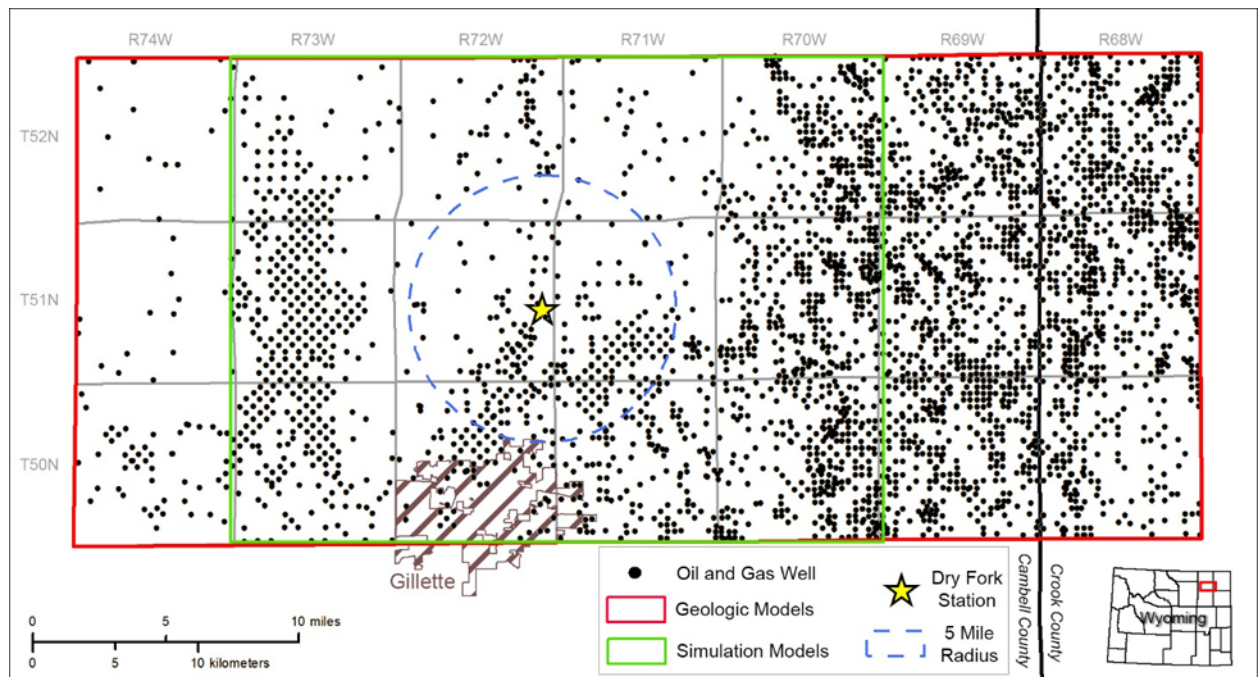 R74W R73W R72W R71W R70W R69W R68W
T52N
T51N
T50N
Gillette
0 5 10 miles
0 5 10 kilometers
Oil and Gas Well
Geologic Models
Simulation Models
Dry Fork
Station
5 Mile
Radius
Cambell County
Crook County
Wyoming